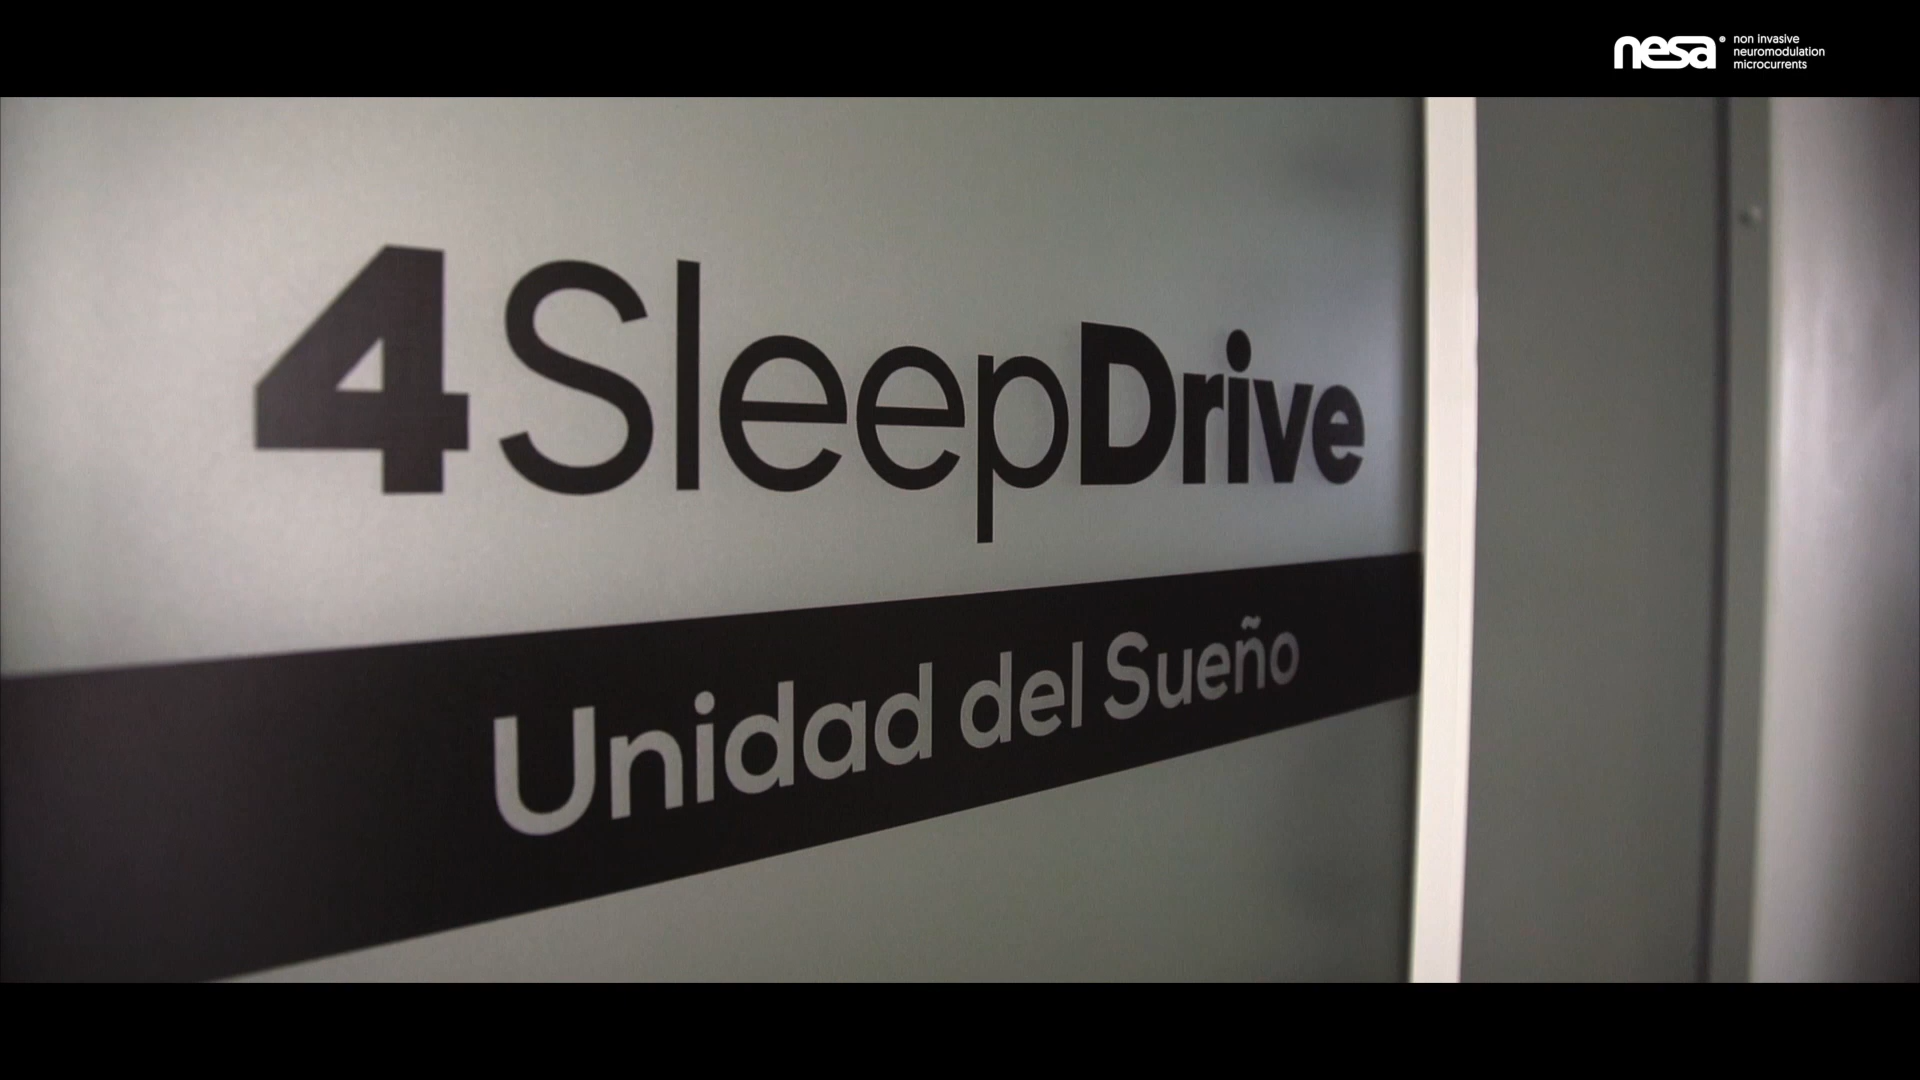 nesa®
non invasive
neuromodulation
microcurrents
4SleepDrive
Unidad del Sueño